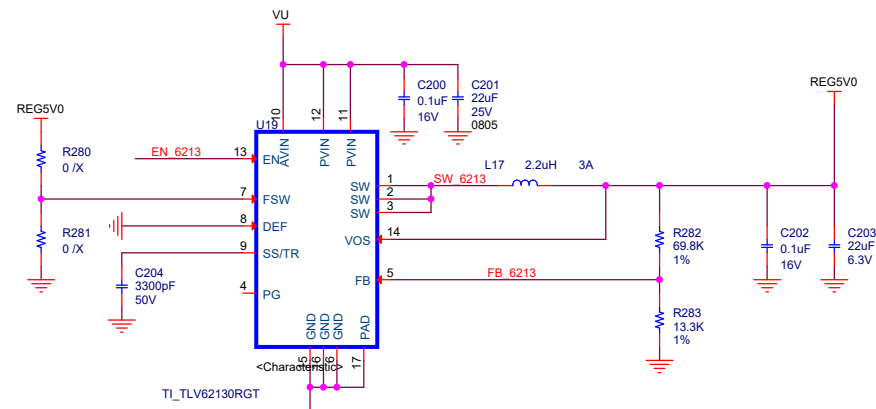 VU
C200
0.1uF
16V
C201
22uF
25V
0805
REG5V0
REG5V0
R280
0 /X
R281
0 /X
EN_6213
U19
10
12
11
AVIN
PVIN
PVIN
13
EN
7
FSW
8
DEF
9
SS/TR
4
PG
C204
3300pF
50V
SW
1
SW
2
SW
3
VOS
14
FB
5
SW_6213
L17
2.2uH
3A
FB_6213
R282
69.8K
1%
R283
13.3K
1%
C202
0.1uF
16V
C203
22uF
6.3V
GND
GND
GND
PAD
15
16
6
17
<Characteristic>
TI_TLV62130RGT